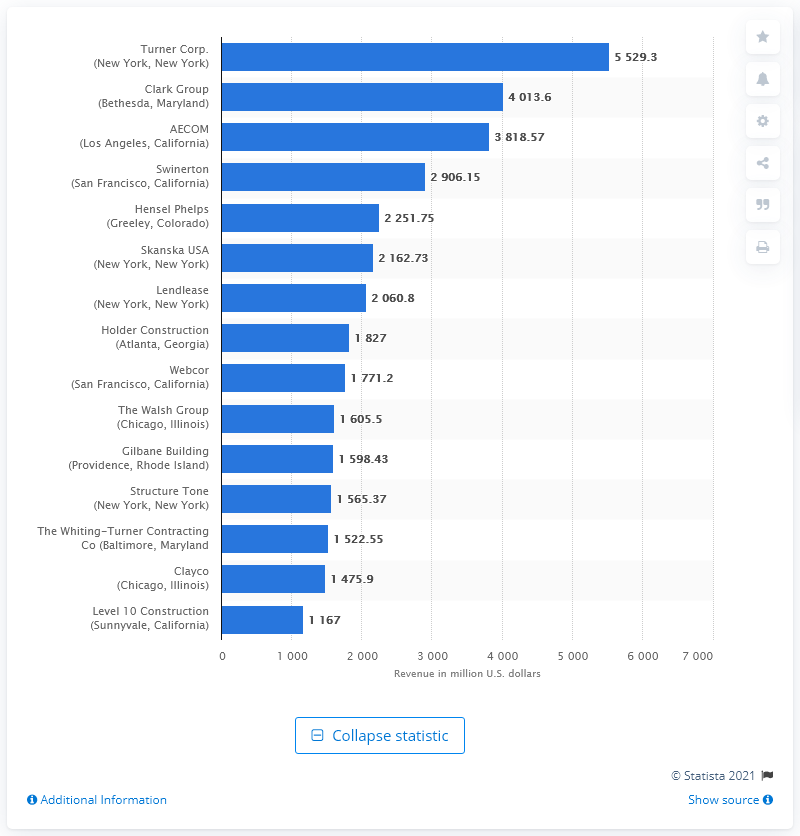 Turner Corp.
(New York, New York)
5 529.3
Clark Group
(Bethesda, Maryland)
4 013.6
AECOM
(Los Angeles, California)
3 818.57
Swinerton
(San Francisco, California)
2 906.15
Hensel Phelps
(Greeley, Colorado)
2 251.75
Skanska USA
(New York, New York)
2 162.73
Lendlease
(New York, New York)
2 060.8
Holder Construction
(Atlanta, Georgia)
1 827
Webcor
(San Francisco, California)
1 771.2
The Walsh Group
(Chicago, Illinois)
1 605.5
Gilbane Building
(Providence, Rhode Island)
1 598.43
Structure Tone
(New York, New York)
1 565.37
The Whiting-Turner Contracting
Co (Baltimore, Maryland
1 522.55
Clayco
(Chicago, Illinois)
1 475.9
Level 10 Construction
(Sunnyvale, California)
1 167
0 1 000 2 000 3 000 4 000 5 000 6 000 7 000
Revenue in million U.S. dollars
Collapse statistic
© Statista 2021
Additional Information
Show source